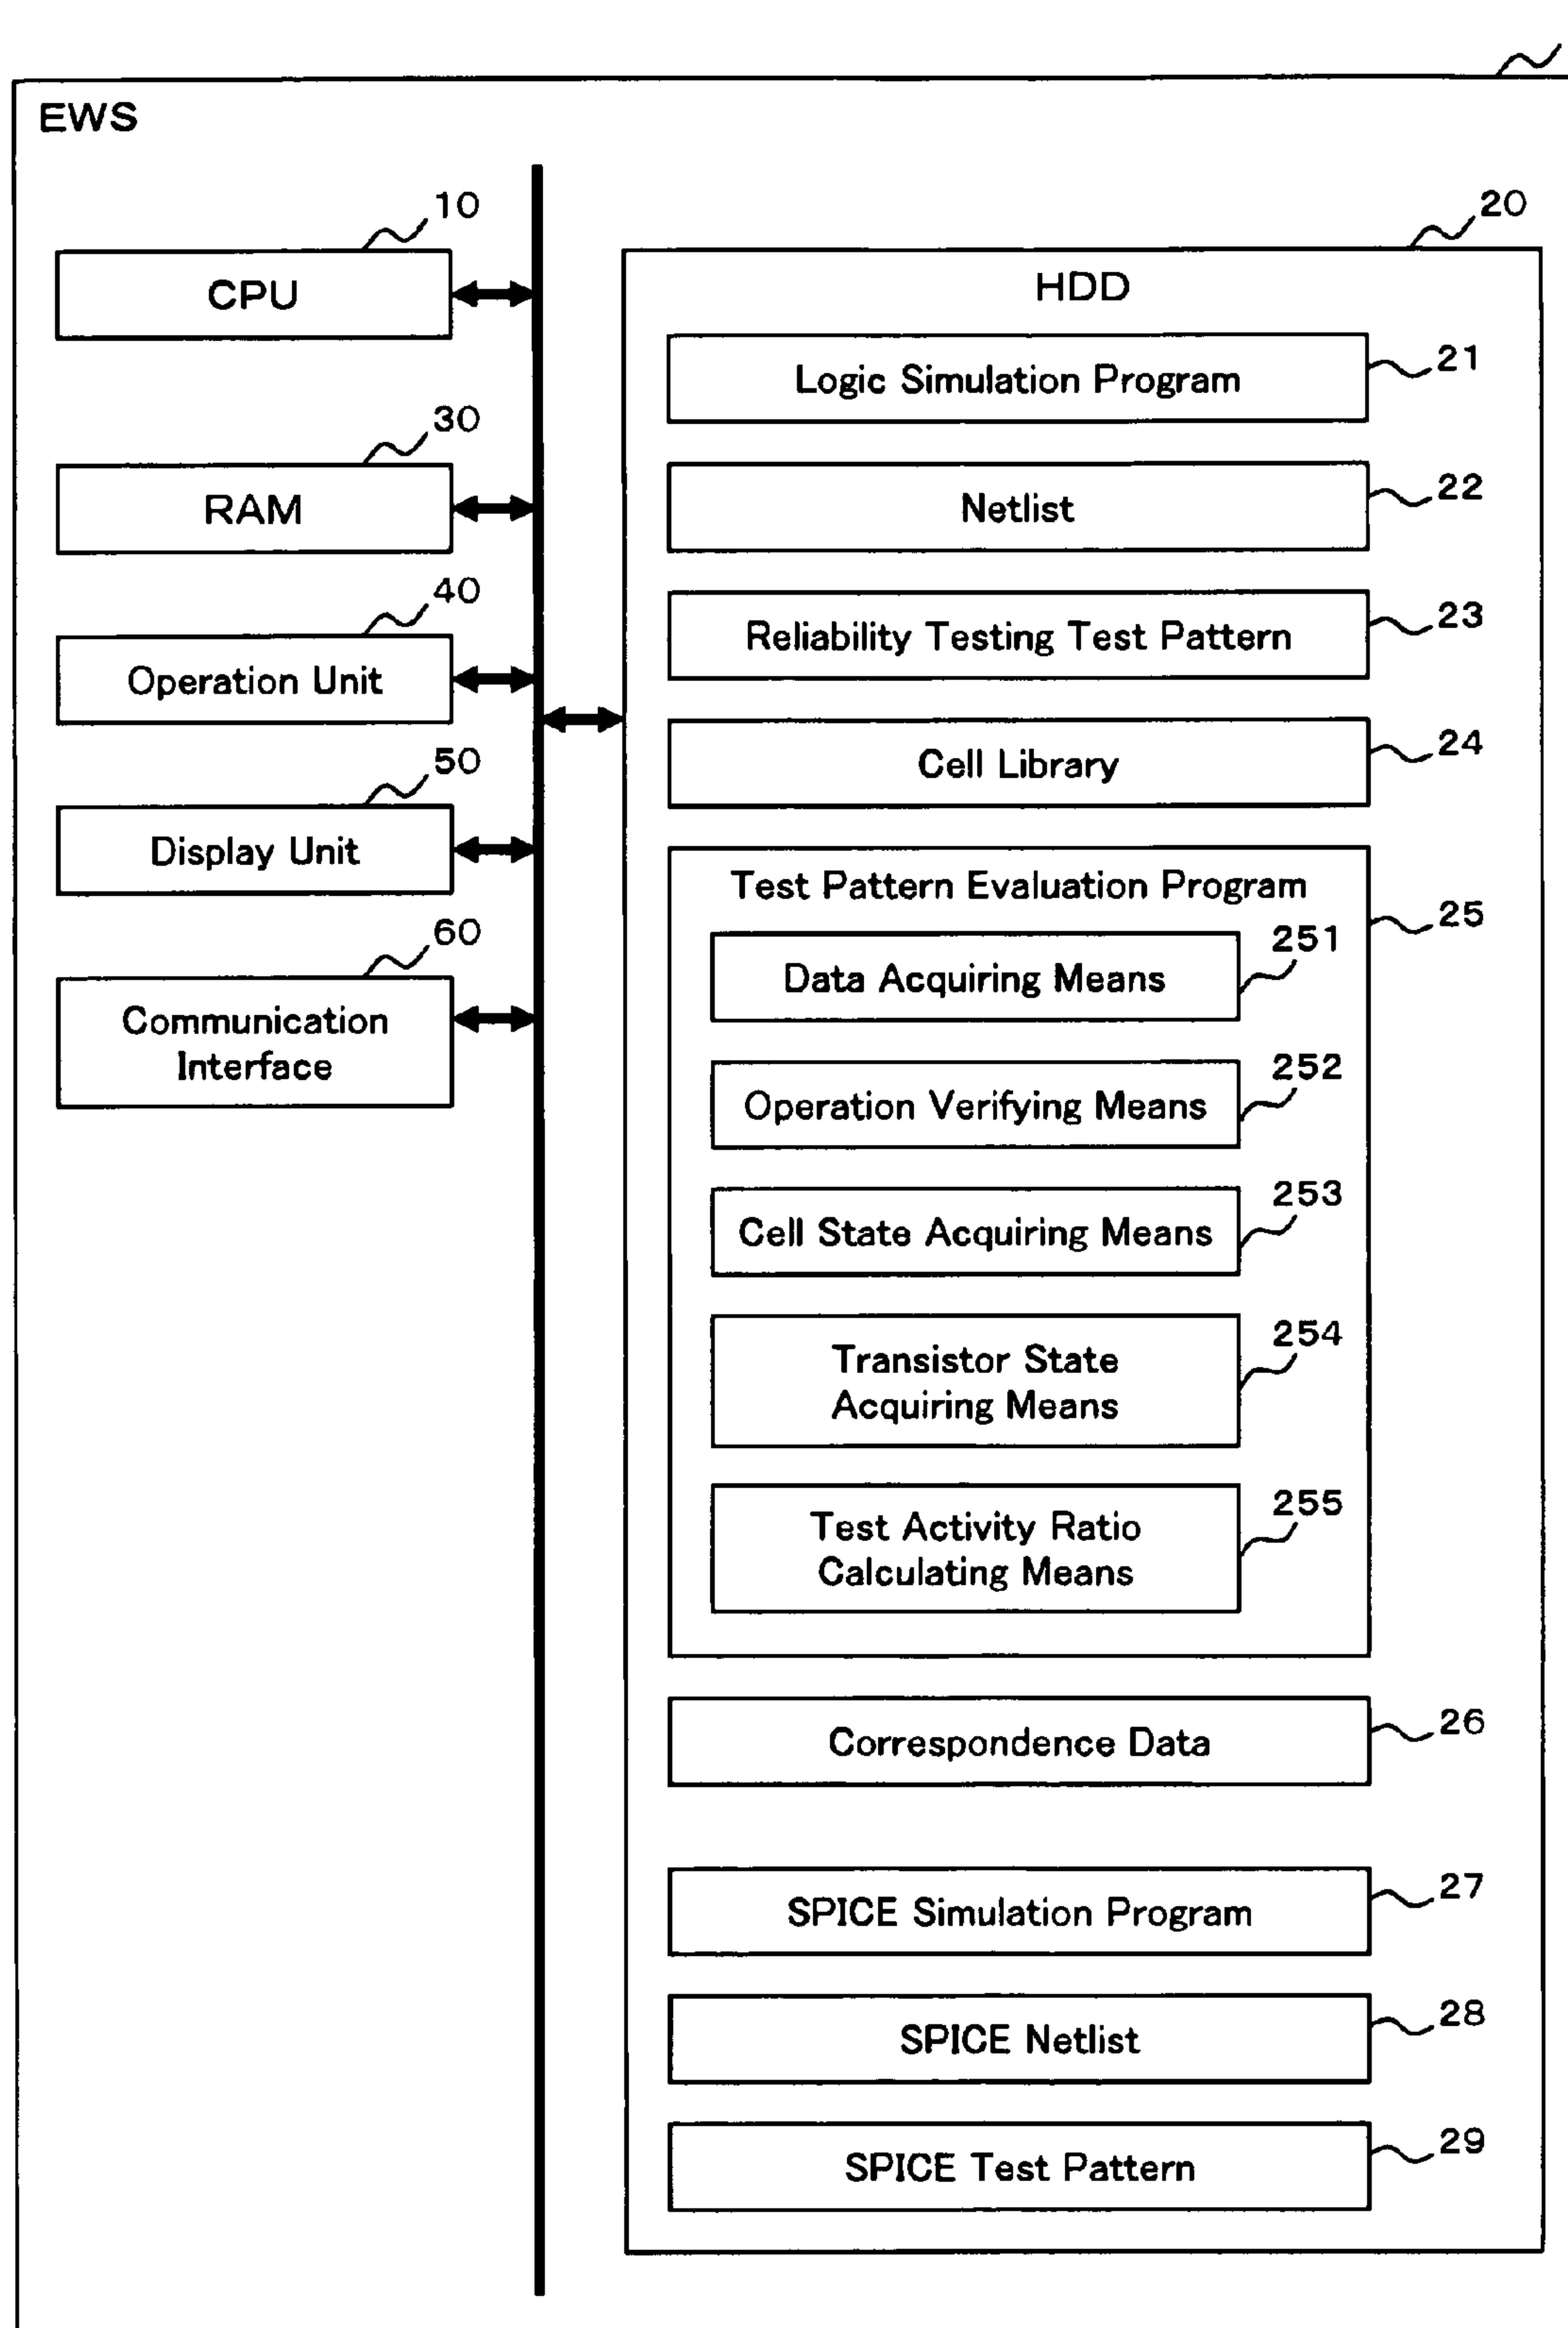 EWS
10
CPU
30
RAM
40
Operation Unit
50
Display Unit
60
Communication
Interface
20
HDD
21
Logic Simulation Program
22
Netlist
23
Reliability Testing Test Pattern
24
Cell Library
25
Test Pattern Evaluation Program
251
Data Acquiring Means
252
Operation Verifying Means
253
Cell State Acquiring Means
254
Transistor State
Acquiring Means
255
Test Activity Ratio
Calculating Means
26
Correspondence Data
27
SPICE Simulation Program
28
SPICE Netlist
29
SPICE Test Pattern